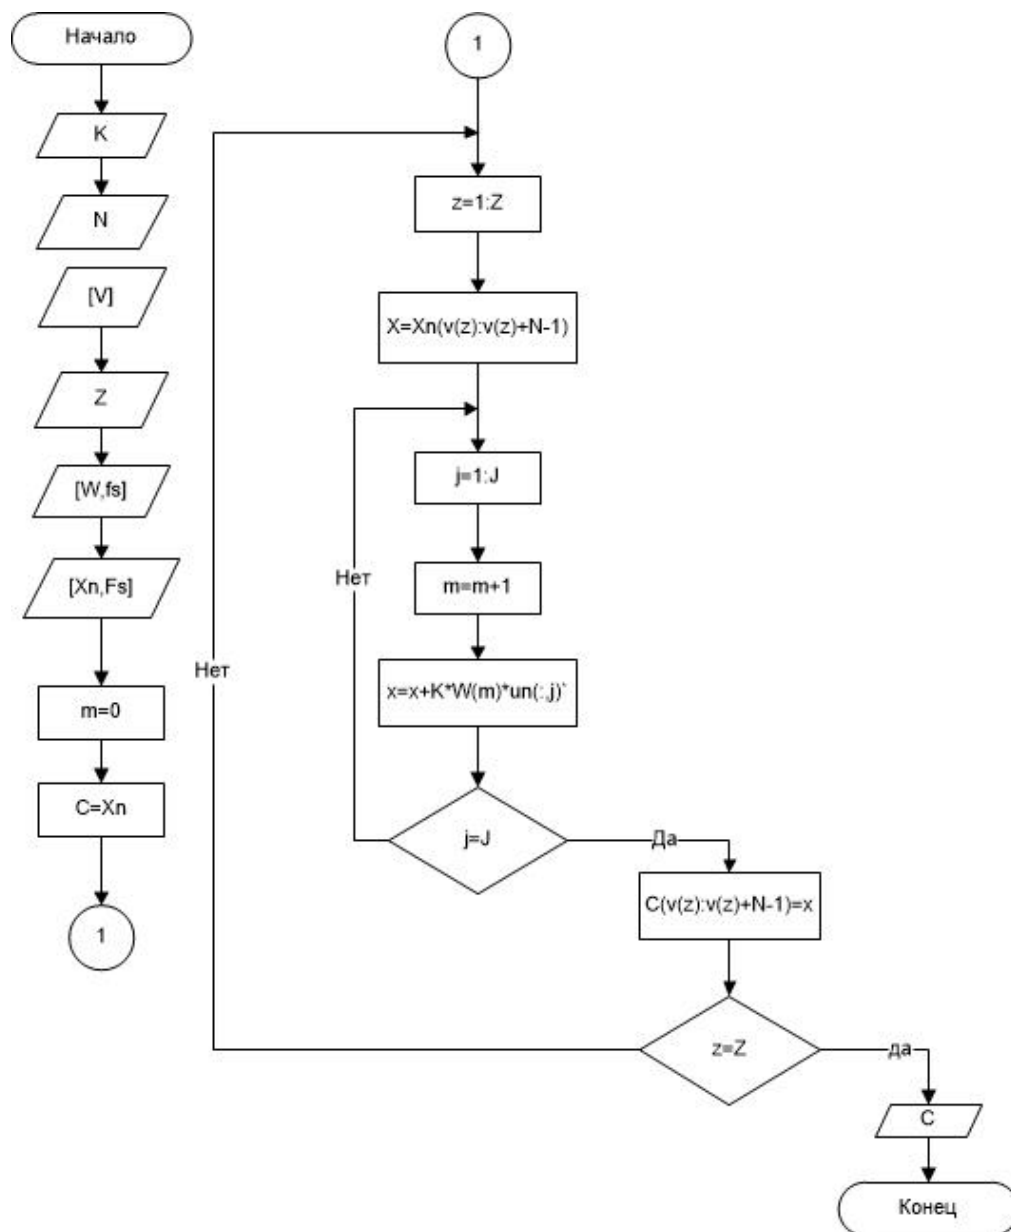 Начало
K
N
[V]
Z
[W,fs]
[Xn,Fs]
m=0
C=Xn
1
1
z=1:Z
X=Xn(v(z):v(z)+N-1)
j=1:J
m=m+1
x=x+K*W(m)*un(:,j)`
j=J
Нет
Да
C(v(z):v(z)+N-1)=x
z=Z
Нет
да
C
Конец